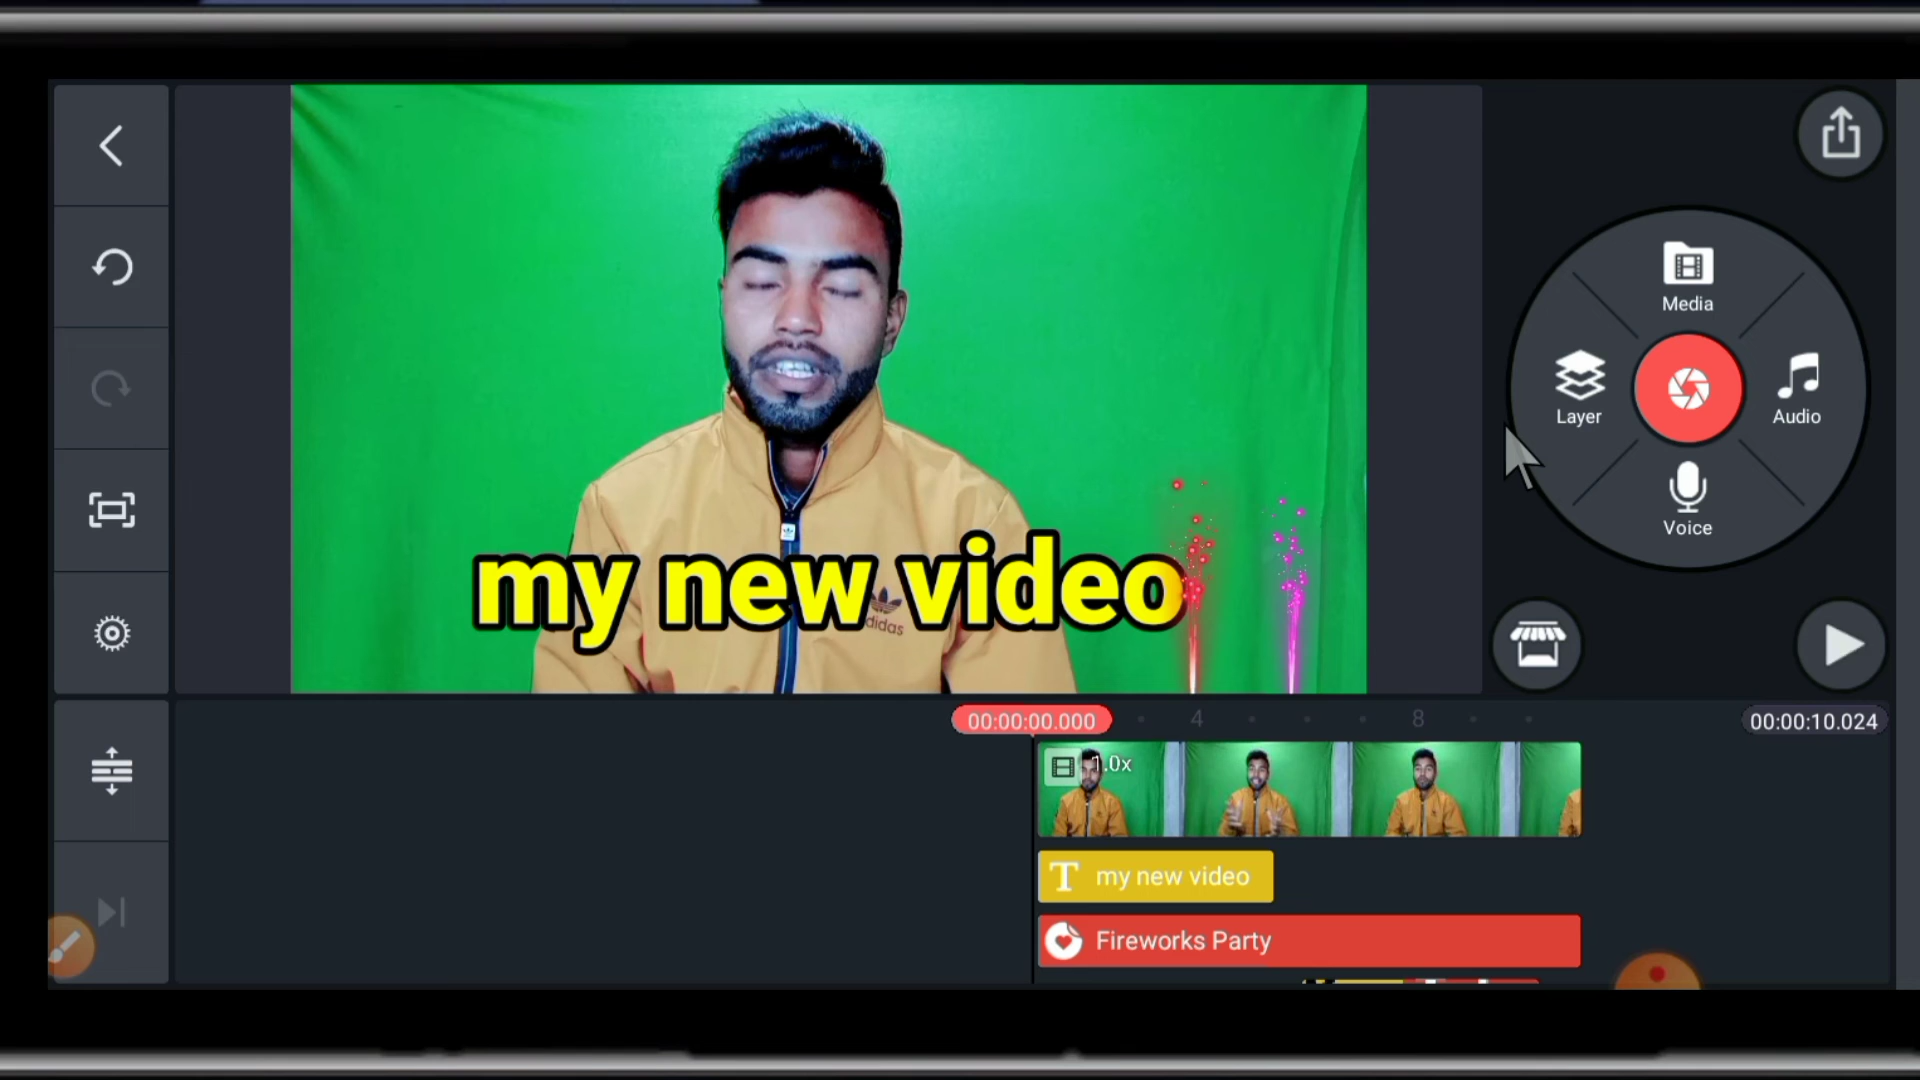 Media
Layer
Audio
Voice
my new video
adidas
00:00:00.000
4
8
00:00:10.024
1.0x
T my new video
Fireworks Party